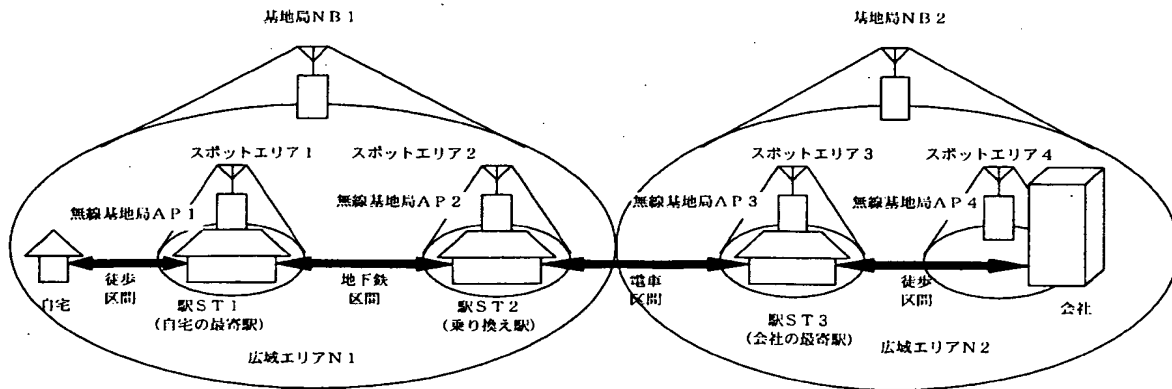 基地局NB1
基地局NB2
スポットエリア1
スポットエリア2
スポットエリア3
スポットエリア4
無線基地局AP1
無線基地局AP2
無線基地局AP3
無線基地局AP4
自宅
徒歩
区間
駅ST1
(自宅の最寄駅)
地下鉄
区間
駅ST2
(乗り換え駅)
電車
区間
駅ST3
(会社の最寄駅)
徒歩
区間
会社
広域エリアN1
広域エリアN2